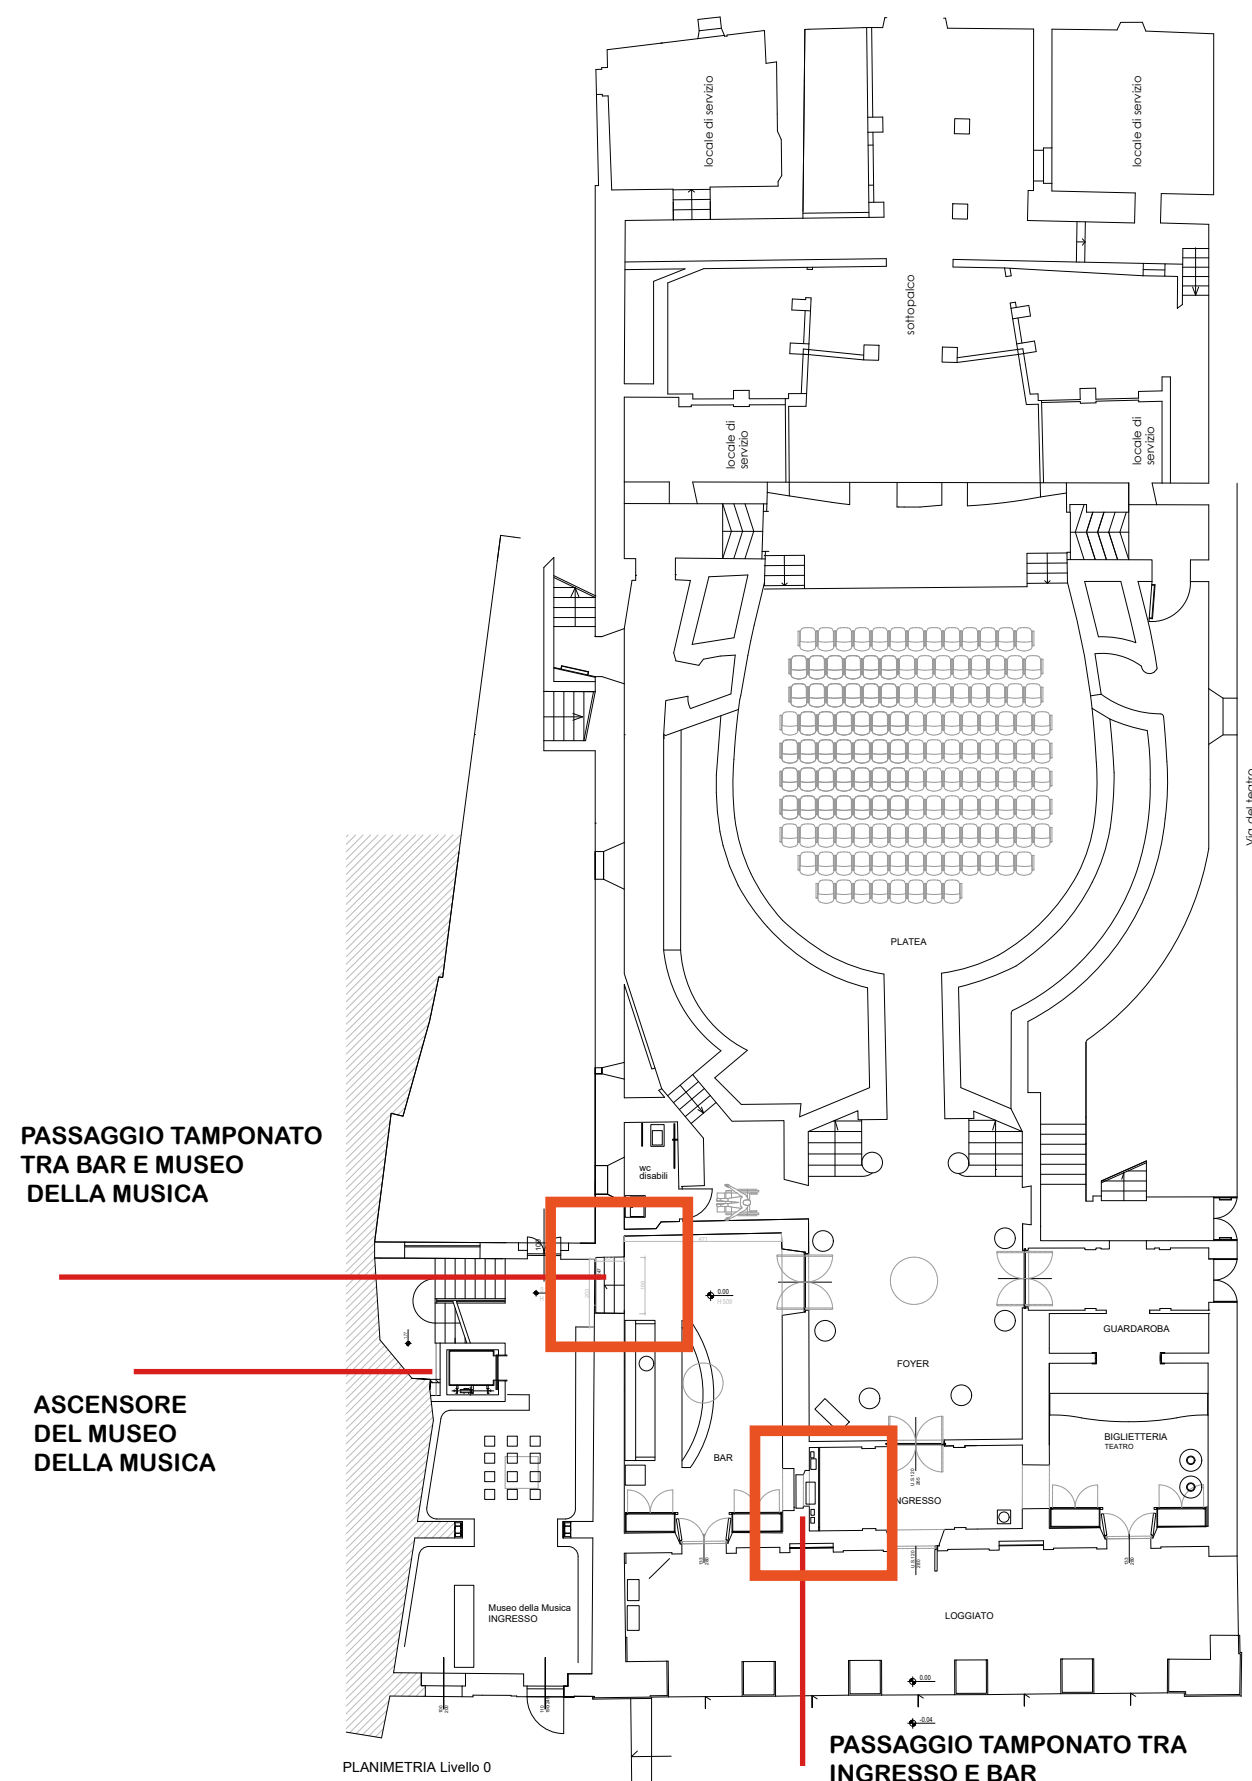 locale di servizio
locale di servizio
sottopalco
locale di
servizio
locale di
servizio
Via del teatro
PLATEA
PASSAGGIO TAMPONATO
TRA BAR E MUSEO
DELLA MUSICA
wc
disabili
0.00
GUARDAROBA
FOYER
ASCENSORE
DEL MUSEO
DELLA MUSICA
BIGLIETTERIA
TEATRO
BAR
NGRESSO
Museo della Musica
INGRESSO
LOGGIATO
0.00
-0.04
PLANIMETRIA Livello 0
PASSAGGIO TAMPONATO TRA
INGRESSO E BAR